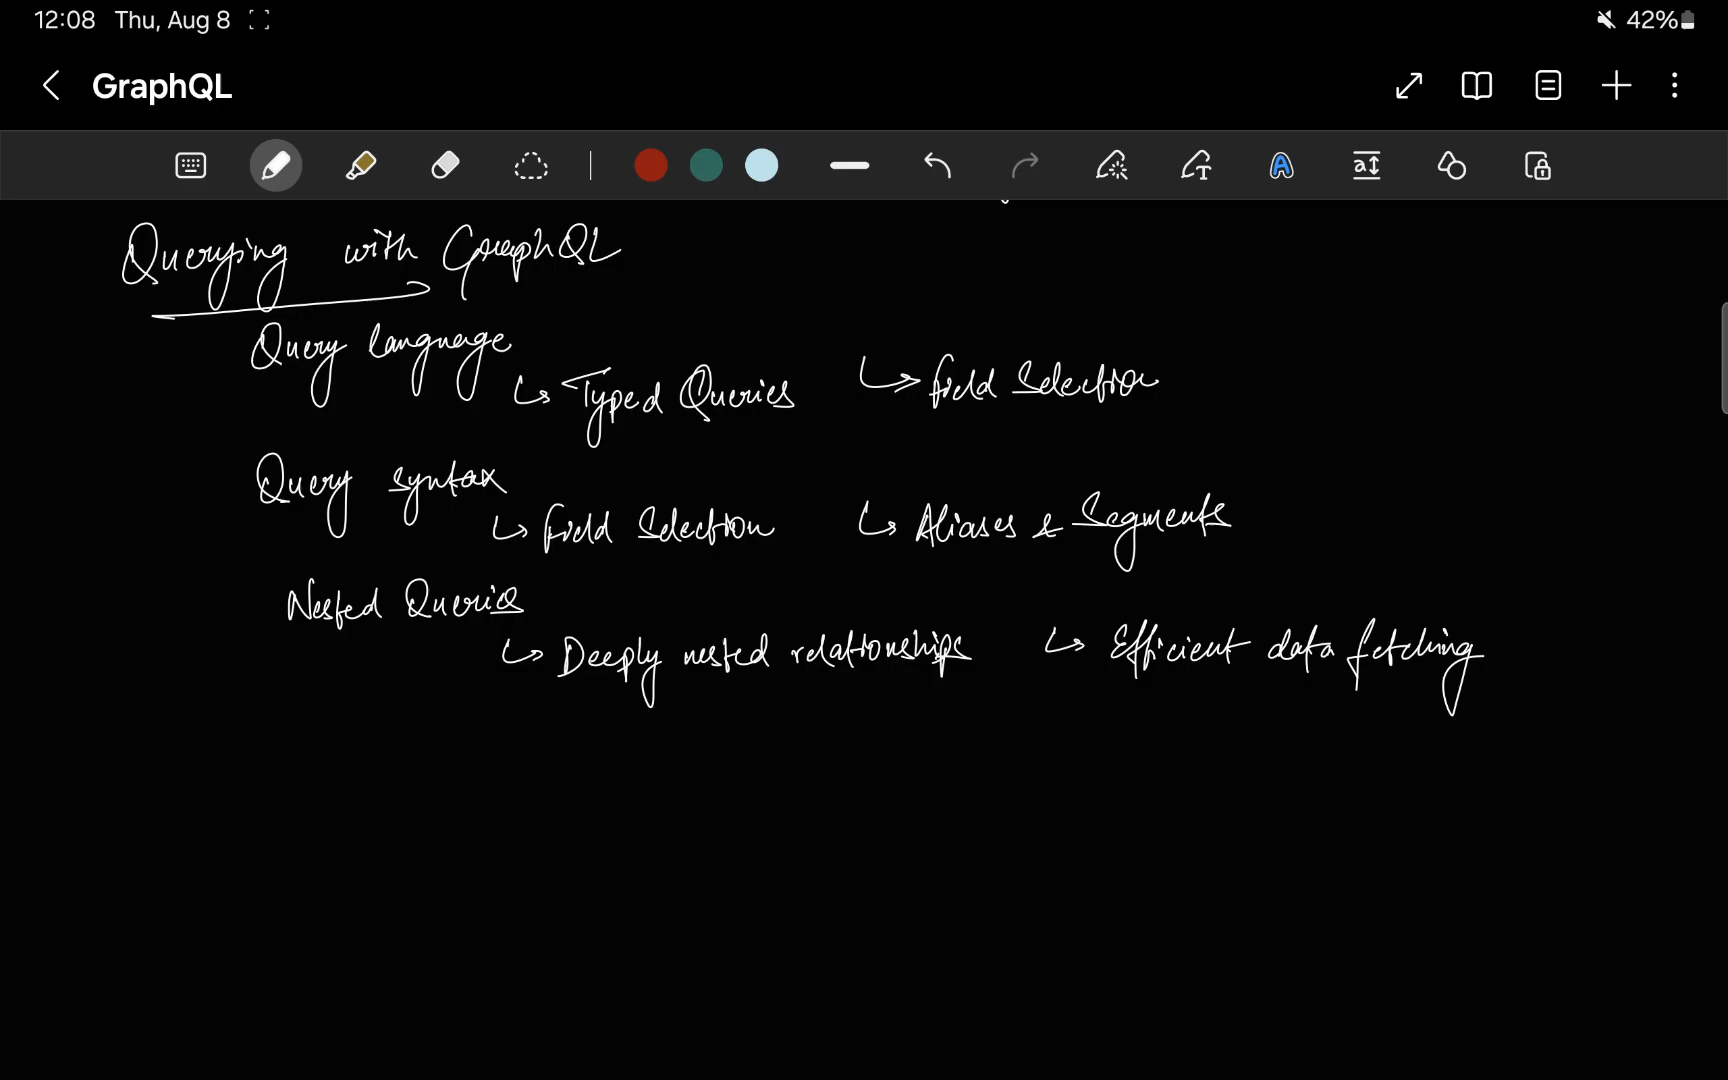 12:08 Thu, Aug 8 42%
GraphQL
Querying with GraphQL
Query language
↳ Typed Queries ↳ field Selection
Query syntax
↳ field Selection ↳ Aliases & Segments
Nested Queries
↳ Deeply nested relationships ↳ Efficient data fetching